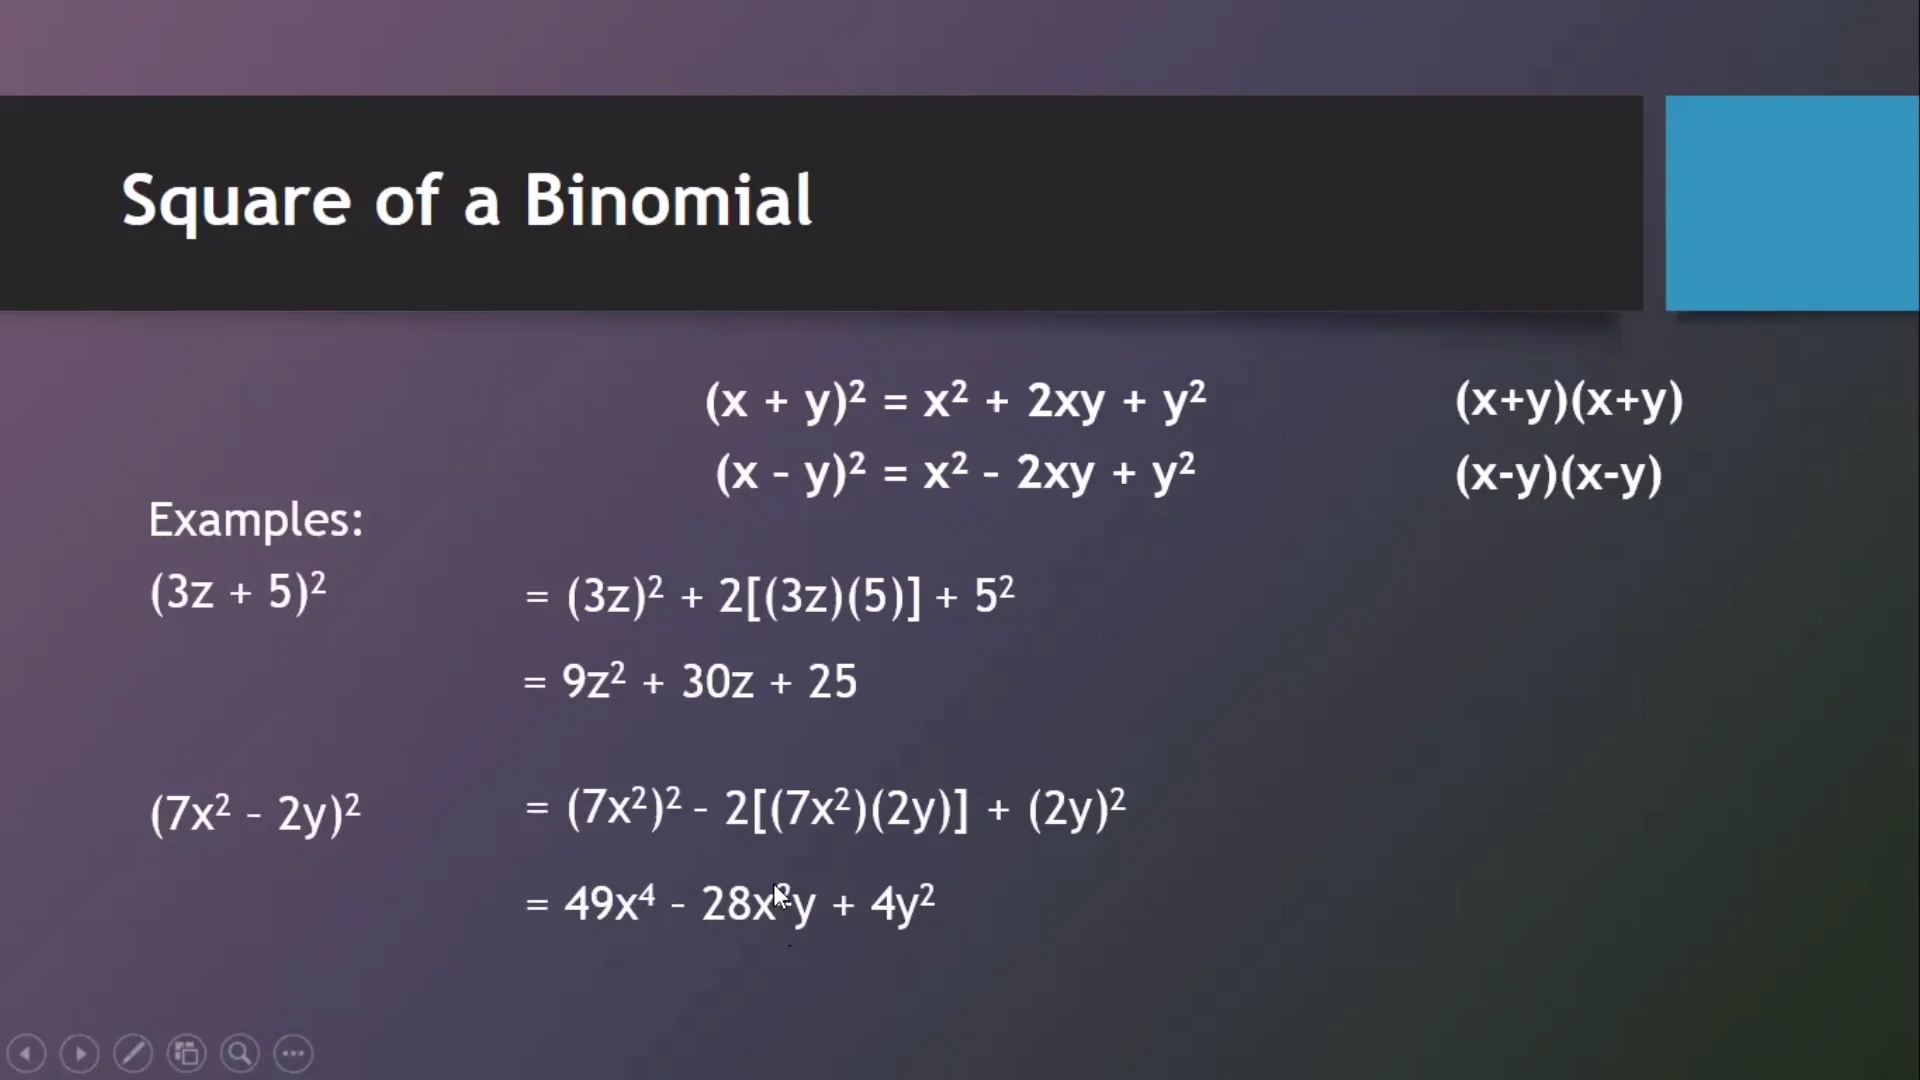 Square of a Binomial
(x + y)² = x² + 2xy + y² (x+y)(x+y)
(x - y)² = x² - 2xy + y² (x-y)(x-y)
Examples:
(3z + 5)² = (3z)² + 2[(3z)(5)] + 5²
= 9z² + 30z + 25
(7x² - 2y)² = (7x²)² - 2[(7x²)(2y)] + (2y)²
= 49x⁴ - 28x²y + 4y²